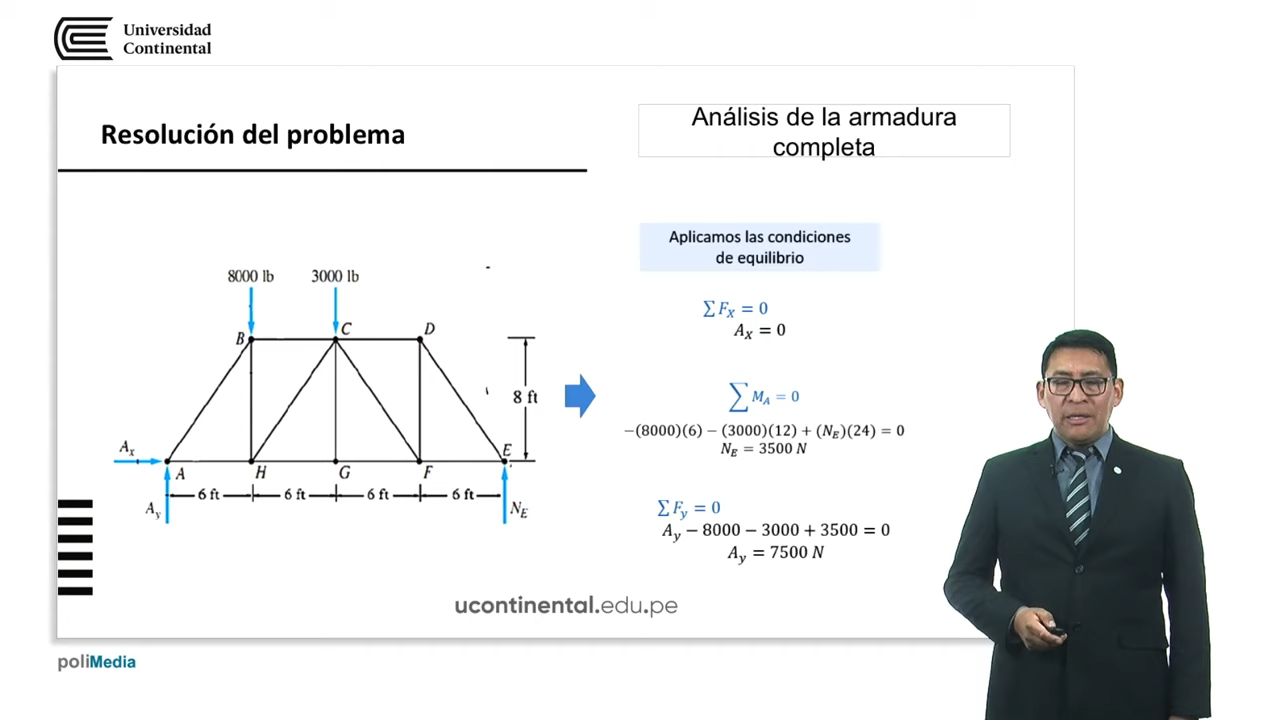 Universidad
Continental
Resolución del problema
Análisis de la armadura
completa
Aplicamos las condiciones
de equilibrio
∑ F_X = 0
A_X = 0
∑ M_A = 0
−(8000)(6) − (3000)(12) + (N_E)(24) = 0
N_E = 3500 N
∑ F_y = 0
A_y − 8000 − 3000 + 3500 = 0
A_y = 7500 N
8000 lb 3000 lb
B C D
8 ft
A_x E
A H G F
6 ft 6 ft 6 ft 6 ft
A_y N_E
ucontinental.edu.pe
poliMedia